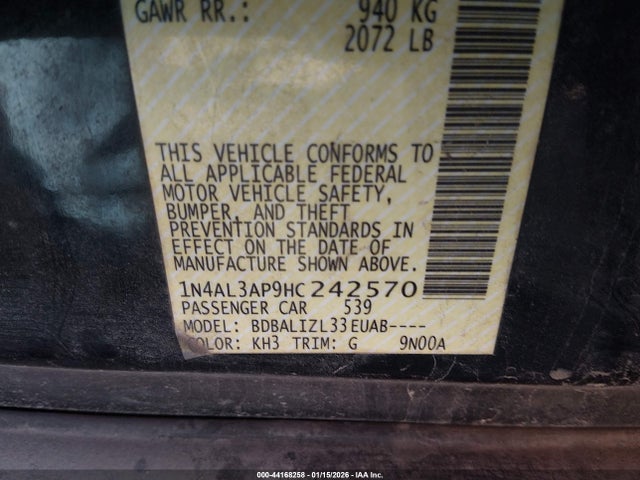 GAWR RR.: 940 KG
2072 LB
THIS VEHICLE CONFORMS TO
ALL APPLICABLE FEDERAL
MOTOR VEHICLE SAFETY,
BUMPER, AND THEFT
PREVENTION STANDARDS IN
EFFECT ON THE DATE OF
MANUFACTURE SHOWN ABOVE.
1N4AL3AP9HC242570
PASSENGER CAR 539
MODEL: BDBALIZL33EUAB----
COLOR: KH3 TRIM: G 9N00A
000-44168258 - 01/15/2026 - IAA Inc.